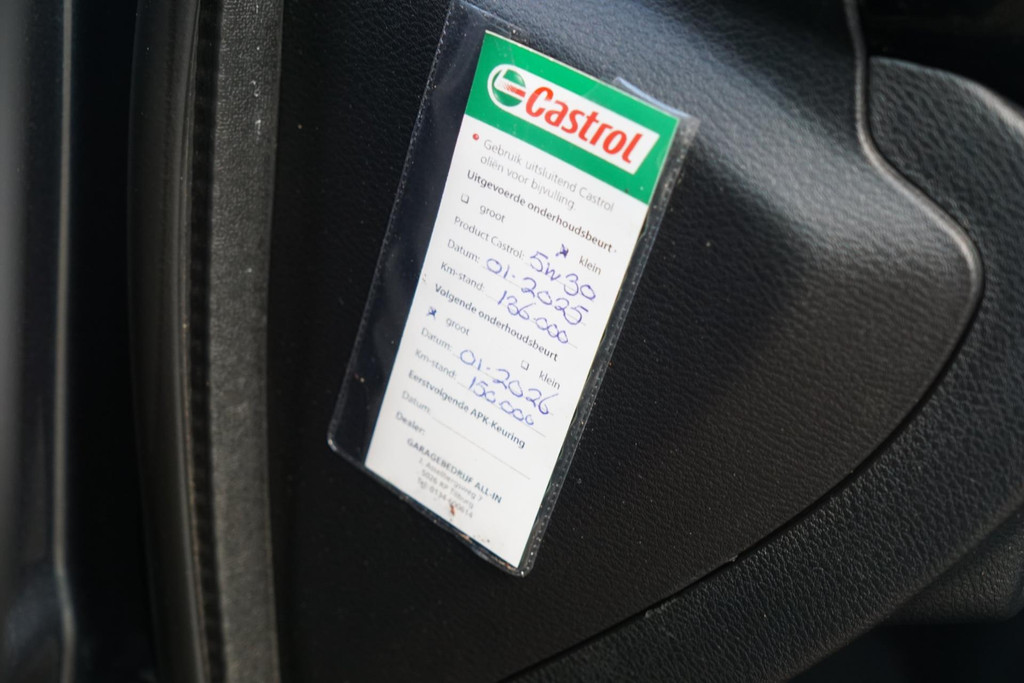 Castrol
Gebruik uitsluitend Castrol
oliën voor bijvulling
Uitgevoerde onderhoudsbeurt
groot klein
Product Castrol: 5W30
Datum: 01-2025
Km-stand: 136.000
Volgende onderhoudsbeurt
groot klein
Datum: 01-2026
Km-stand: 150.000
Eerstvolgende APK-Keuring
Datum:
Dealer:
GARAGEBEDRIJF ALL-IN
Tilburg